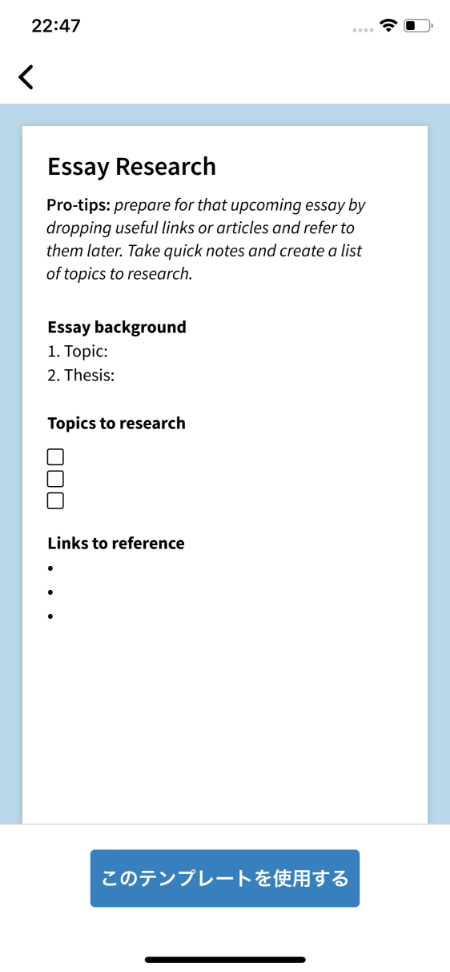 22:47
Essay Research
Pro-tips: prepare for that upcoming essay by
dropping useful links or articles and refer to
them later. Take quick notes and create a list
of topics to research.
Essay background
1. Topic:
2. Thesis:
Topics to research
Links to reference
•
•
•
このテンプレートを使用する